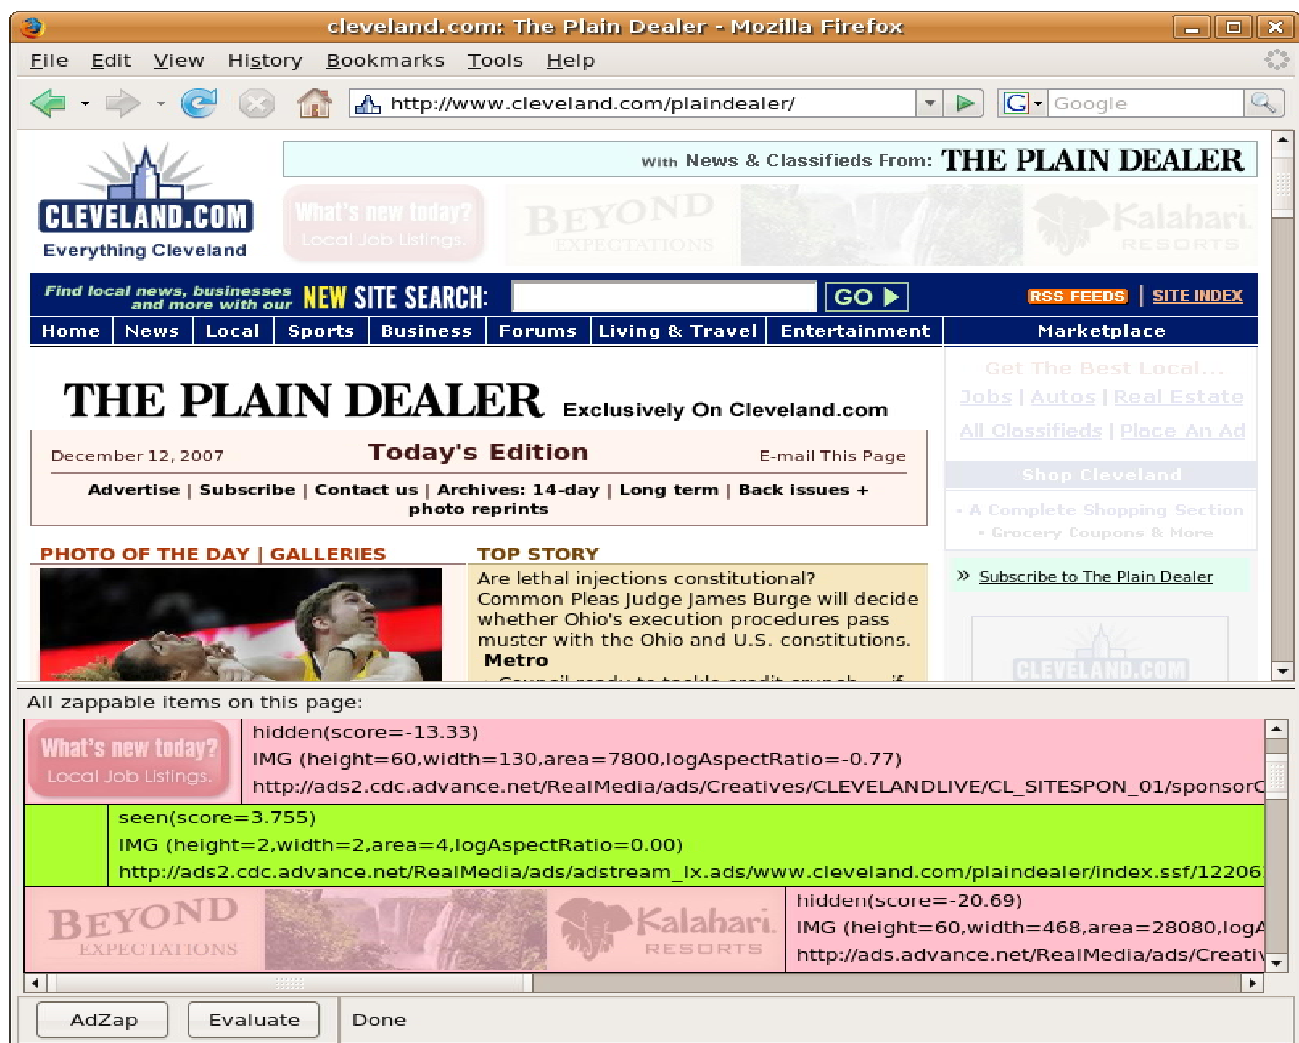 cleveland.com: The Plain Dealer - Mozilla Firefox
File Edit View History Bookmarks Tools Help
http://www.cleveland.com/plaindealer/
G Google
With News & Classifieds From: THE PLAIN DEALER
CLEVELAND.COM
Everything Cleveland
What's new today?
Local Job Listings.
BEYOND
EXPECTATIONS
Kalahari
RESORTS
Find local news, businesses
and more with our
NEW SITE SEARCH:
GO
RSS FEEDS | SITE INDEX
Home News Local Sports Business Forums Living & Travel Entertainment Marketplace
THE PLAIN DEALER Exclusively On Cleveland.com
December 12, 2007 Today's Edition E-mail This Page
Advertise | Subscribe | Contact us | Archives: 14-day | Long term | Back issues +
photo reprints
Get The Best Local...
Jobs | Autos | Real Estate
All Classifieds | Place An Ad
Shop Cleveland
• A Complete Shopping Section
• Grocery Coupons & More
» Subscribe to The Plain Dealer
CLEVELAND.COM
PHOTO OF THE DAY | GALLERIES
TOP STORY
Are lethal injections constitutional?
Common Pleas Judge James Burge will decide
whether Ohio's execution procedures pass
muster with the Ohio and U.S. constitutions.
Metro
Council ready to tackle credit crunch — if
All zappable items on this page:
What's new today?
Local Job Listings.
hidden(score=-13.33)
IMG (height=60,width=130,area=7800,logAspectRatio=-0.77)
http://ads2.cdc.advance.net/RealMedia/ads/Creatives/CLEVELANDLIVE/CL_SITESPON_01/sponsorC
seen(score=3.755)
IMG (height=2,width=2,area=4,logAspectRatio=0.00)
http://ads2.cdc.advance.net/RealMedia/ads/adstream_lx.ads/www.cleveland.com/plaindealer/index.ssf/12206
BEYOND
EXPECTATIONS
Kalahari
RESORTS
hidden(score=-20.69)
IMG (height=60,width=468,area=28080,logA
http://ads.advance.net/RealMedia/ads/Creativ
AdZap Evaluate Done